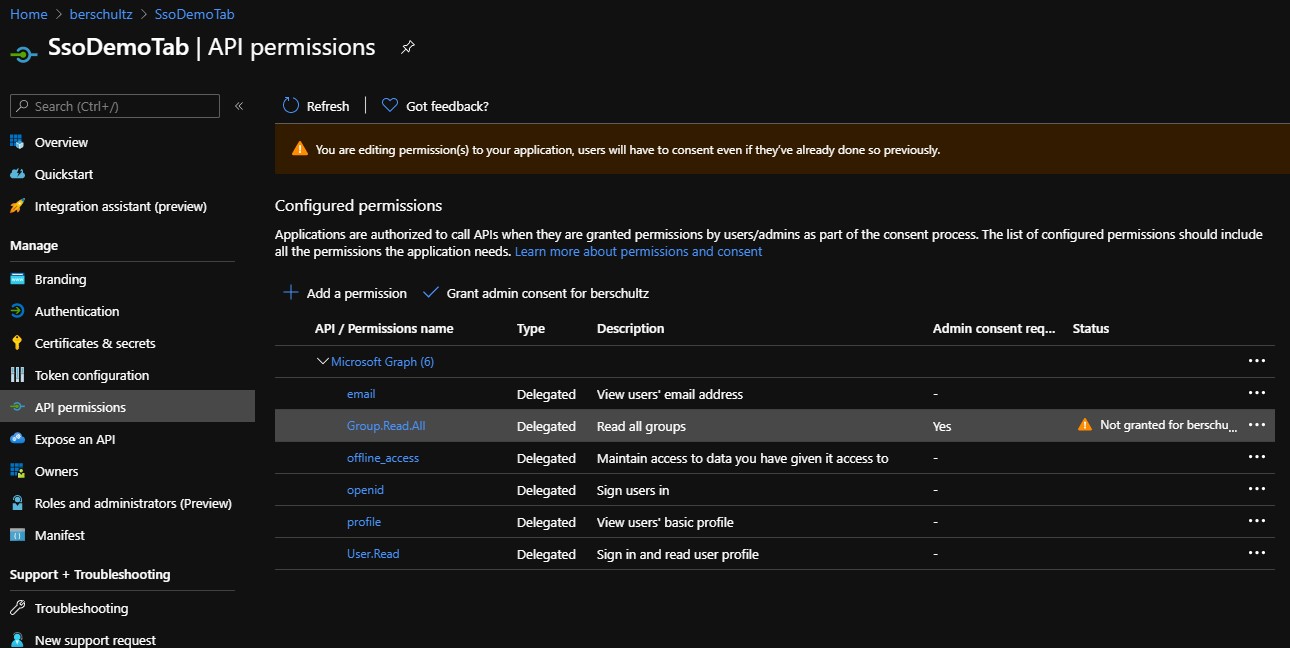 Home > berschultz > SsoDemoTab
SsoDemoTab | API permissions
Search (Ctrl+/)
«
Refresh | Got feedback?
You are editing permission(s) to your application, users will have to consent even if they've already done so previously.
Overview
Quickstart
Integration assistant (preview)
Manage
Branding
Authentication
Certificates & secrets
Token configuration
API permissions
Expose an API
Owners
Roles and administrators (Preview)
Manifest
Support + Troubleshooting
Troubleshooting
New support request
Configured permissions
Applications are authorized to call APIs when they are granted permissions by users/admins as part of the consent process. The list of configured permissions should include
all the permissions the application needs. Learn more about permissions and consent
Add a permission Grant admin consent for berschultz
API / Permissions name Type Description Admin consent req... Status
Microsoft Graph (6) ...
email Delegated View users' email address - ...
Group.Read.All Delegated Read all groups Yes Not granted for berschu... ...
offline_access Delegated Maintain access to data you have given it access to - ...
openid Delegated Sign users in - ...
profile Delegated View users' basic profile - ...
User.Read Delegated Sign in and read user profile - ...